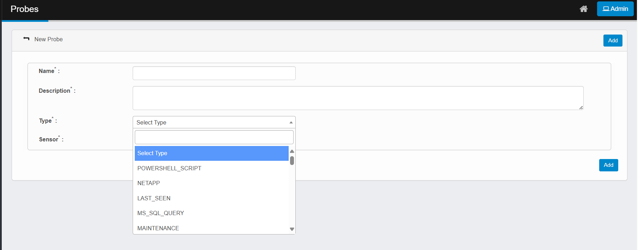 Probes
Admin
New Probe
Add
Name* :
Description* :
Type* :
Select Type
Sensor* :
Select Type
POWERSHELL_SCRIPT
NETAPP
LAST_SEEN
MS_SQL_QUERY
MAINTENANCE
Add